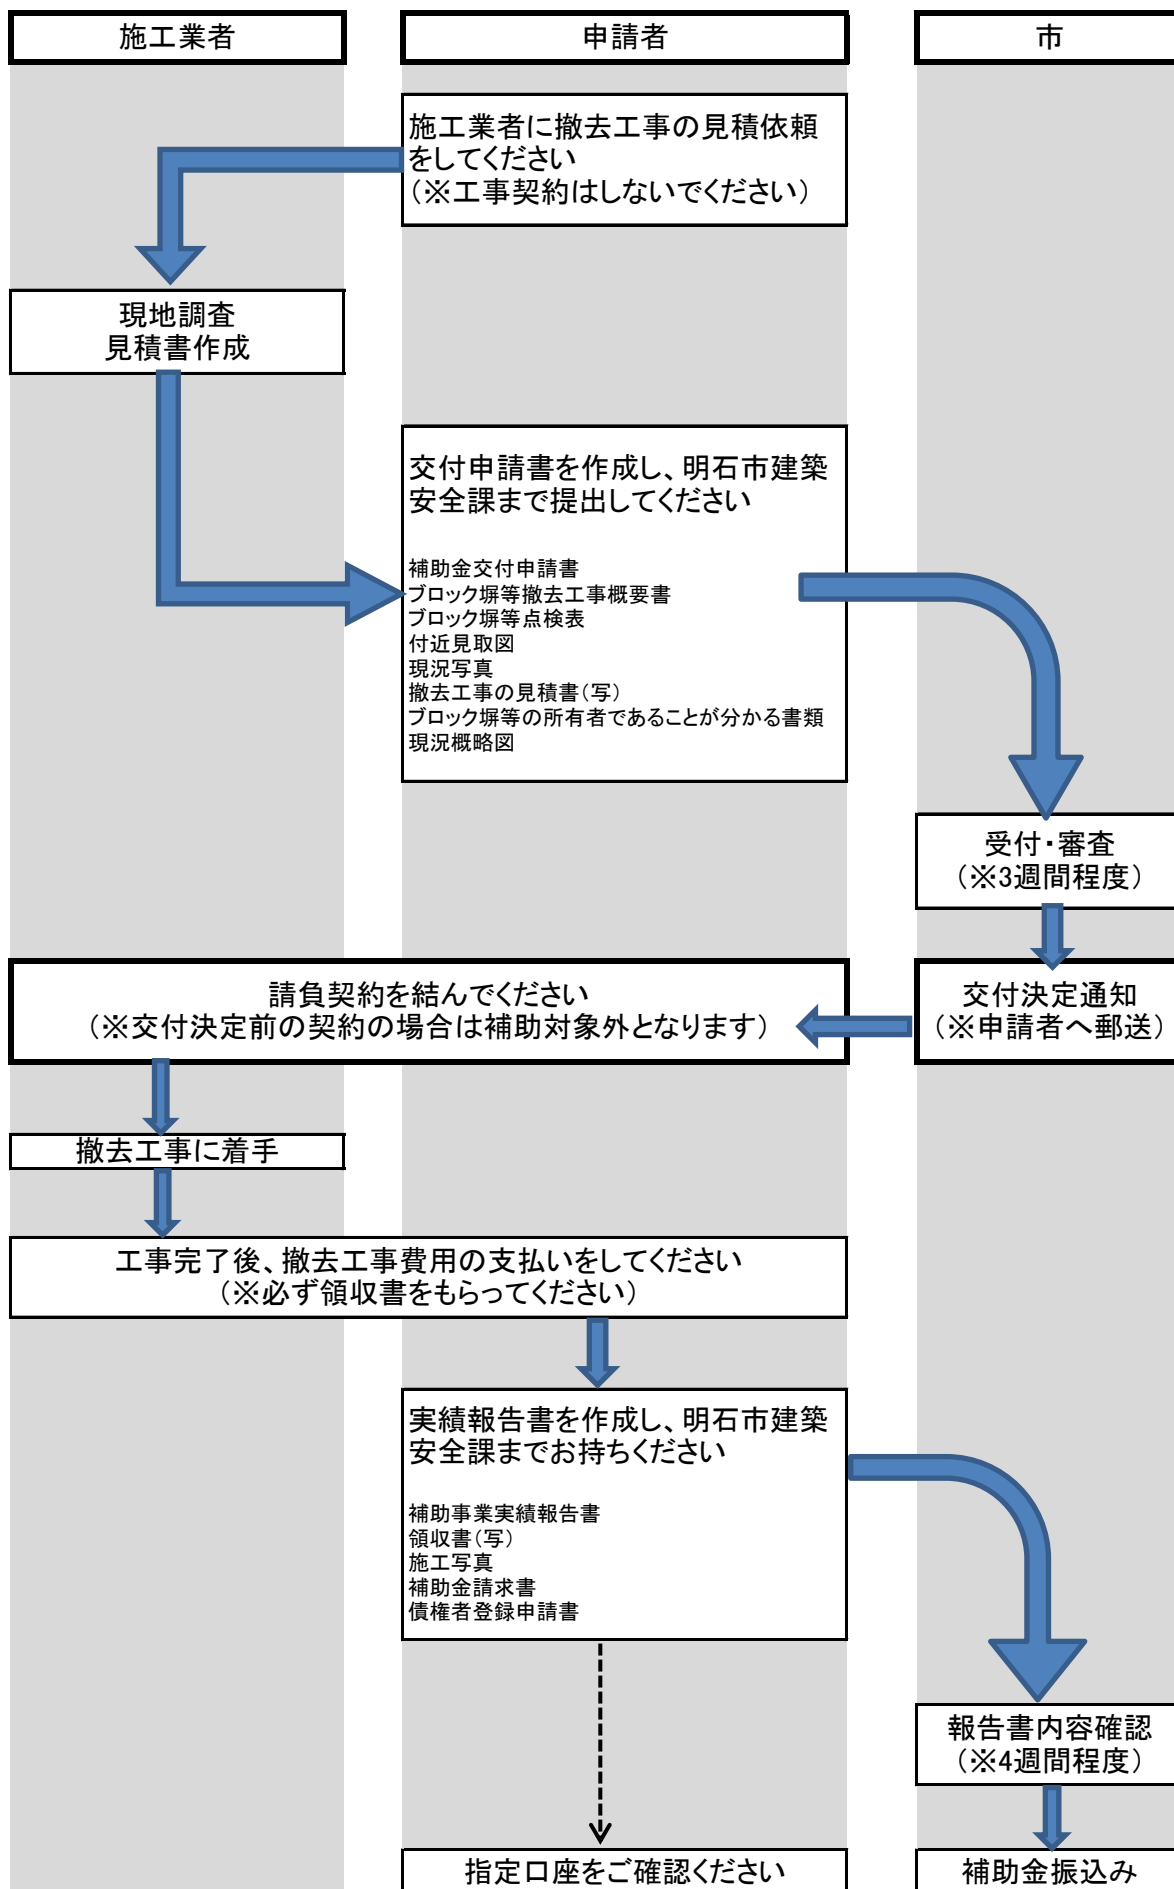 施工業者
申請者
市
施工業者に撤去工事の見積依頼
をしてください
（※工事契約はしないでください）
現地調査
見積書作成
交付申請書を作成し、明石市建築
安全課まで提出してください
補助金交付申請書
ブロック塀等撤去工事概要書
ブロック塀等点検表
付近見取図
現況写真
撤去工事の見積書（写）
ブロック塀等の所有者であることが分かる書類
現況概略図
受付・審査
（※3週間程度）
請負契約を結んでください
（※交付決定前の契約の場合は補助対象外となります）
交付決定通知
（※申請者へ郵送）
撤去工事に着手
工事完了後、撤去工事費用の支払いをしてください
（※必ず領収書をもらってください）
実績報告書を作成し、明石市建築
安全課までお持ちください
補助事業実績報告書
領収書（写）
施工写真
補助金請求書
債権者登録申請書
報告書内容確認
（※4週間程度）
指定口座をご確認ください
補助金振込み